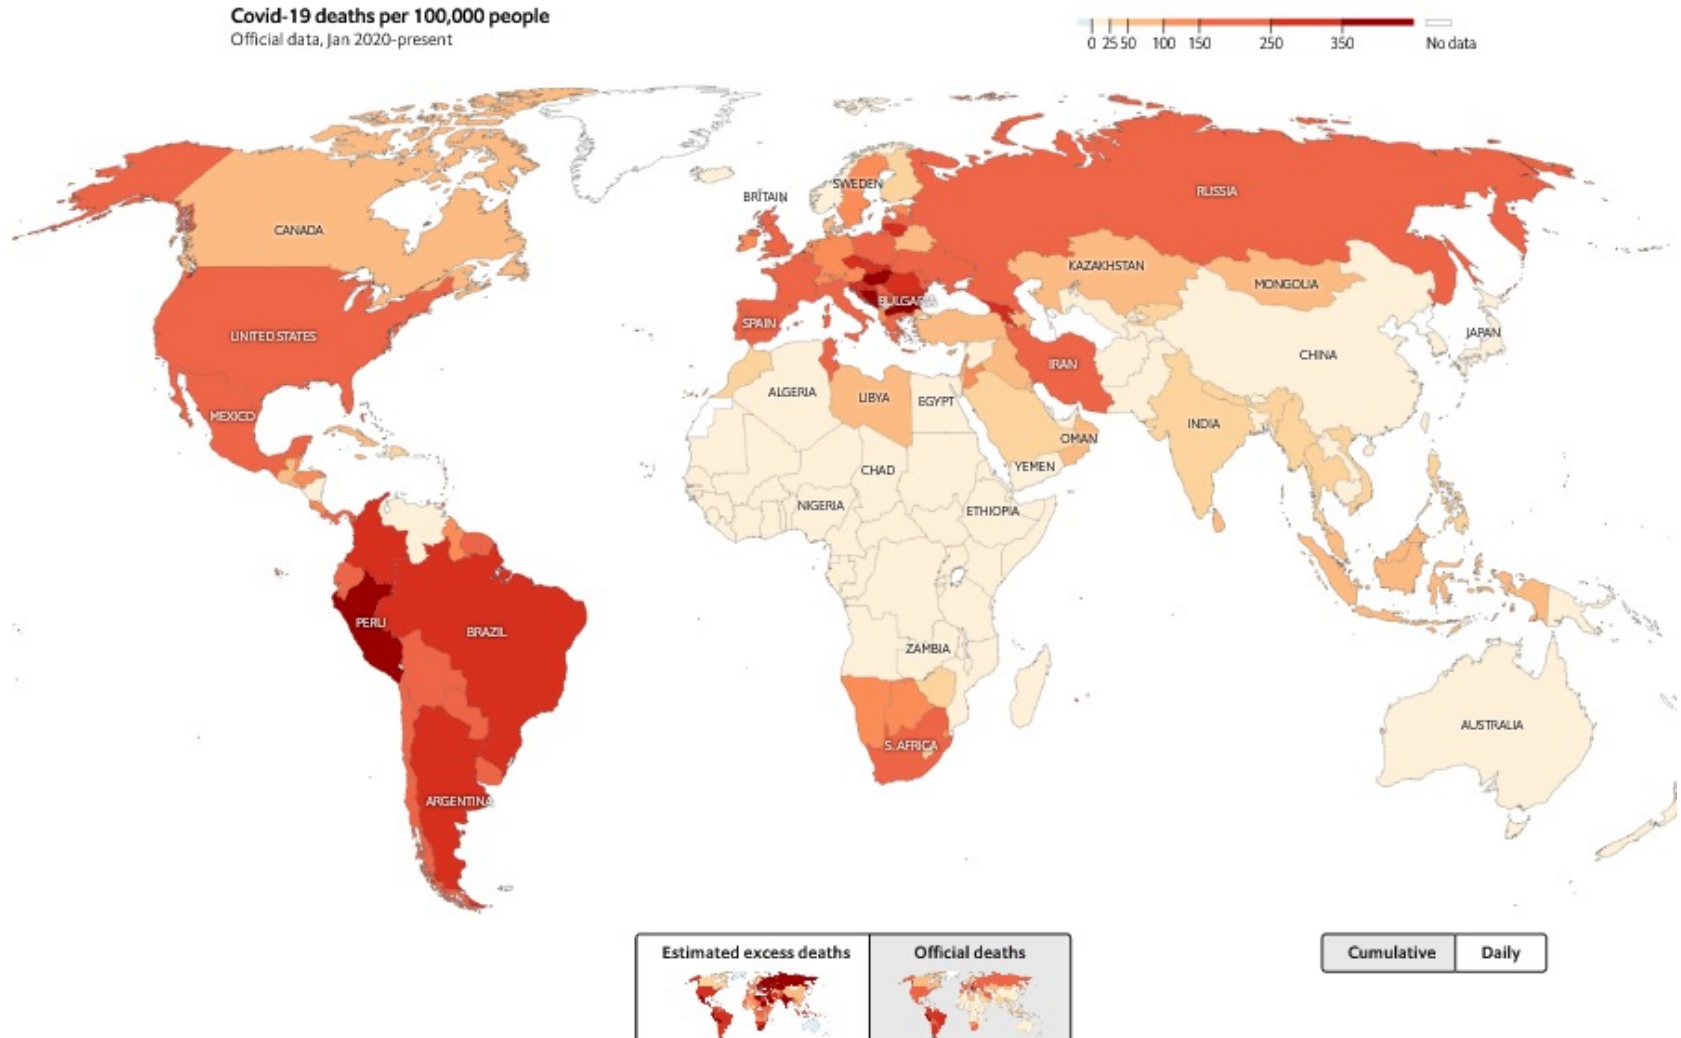 Covid-19 deaths per 100,000 people
Official data, Jan 2020-present
0 25 50 100 150 250 350 No data
BRITAIN
SWEDEN
RUSSIA
CANADA
KAZAKHSTAN
MONGOLIA
BULGARIA
SPAIN
UNITED STATES
JAPAN
CHINA
IRAN
ALGERIA
LIBYA
EGYPT
MEXICO
INDIA
OMAN
YEMEN
CHAD
NIGERIA
ETHIOPIA
PERU
BRAZIL
ZAMBIA
AUSTRALIA
S. AFRICA
ARGENTINA
Estimated excess deaths
Official deaths
Cumulative
Daily